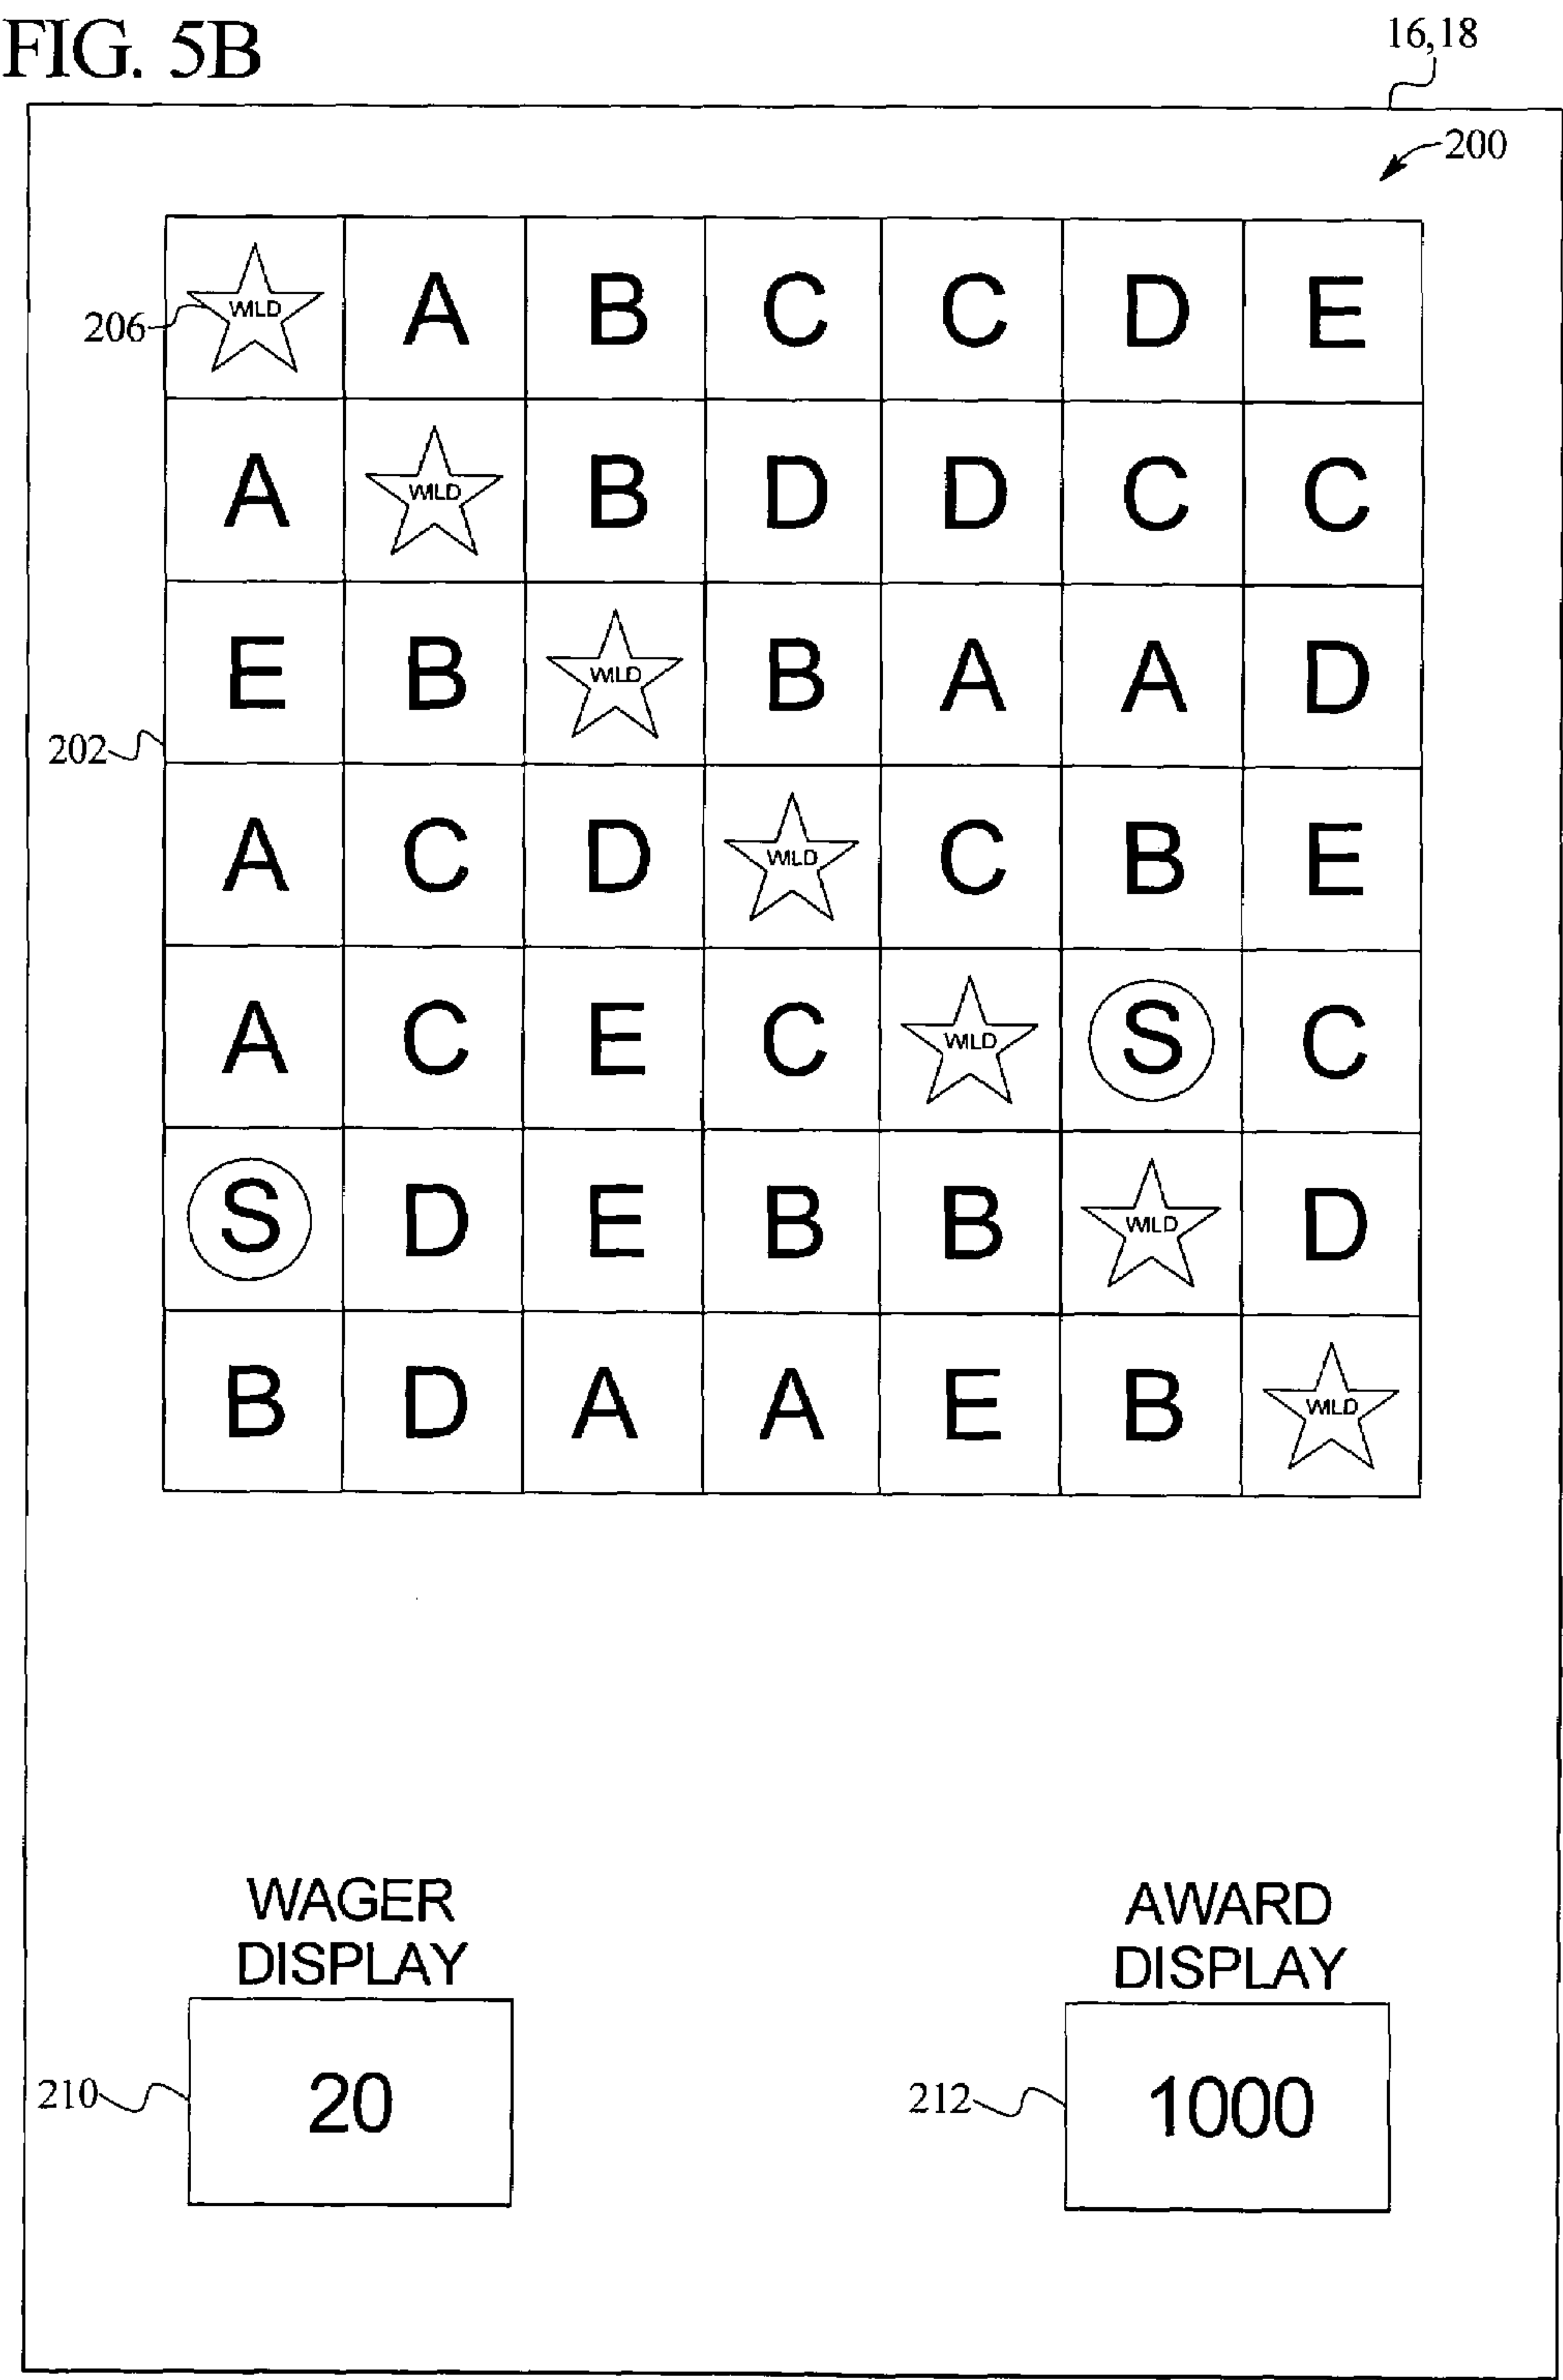 FIG. 5B
16,18
200
206
WILD A B C C D E
A WILD B D D C C
E B WILD B A A D
202
A C D WILD C B E
A C E C WILD S C
S D E B B WILD D
B D A A E B WILD
WAGER
DISPLAY
AWARD
DISPLAY
210
20
212
1000